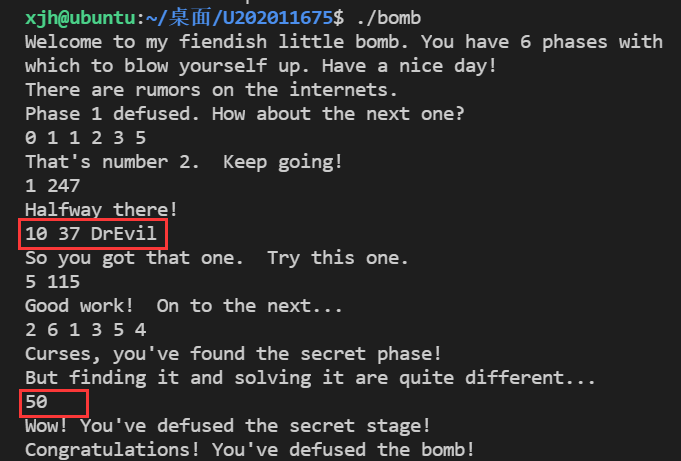 xjh@ubuntu:~/桌面/U202011675$ ./bomb
Welcome to my fiendish little bomb. You have 6 phases with
which to blow yourself up. Have a nice day!
There are rumors on the internets.
Phase 1 defused. How about the next one?
0 1 1 2 3 5
That's number 2.  Keep going!
1 247
Halfway there!
10 37 DrEvil
So you got that one.  Try this one.
5 115
Good work!  On to the next...
2 6 1 3 5 4
Curses, you've found the secret phase!
But finding it and solving it are quite different...
50
Wow! You've defused the secret stage!
Congratulations! You've defused the bomb!